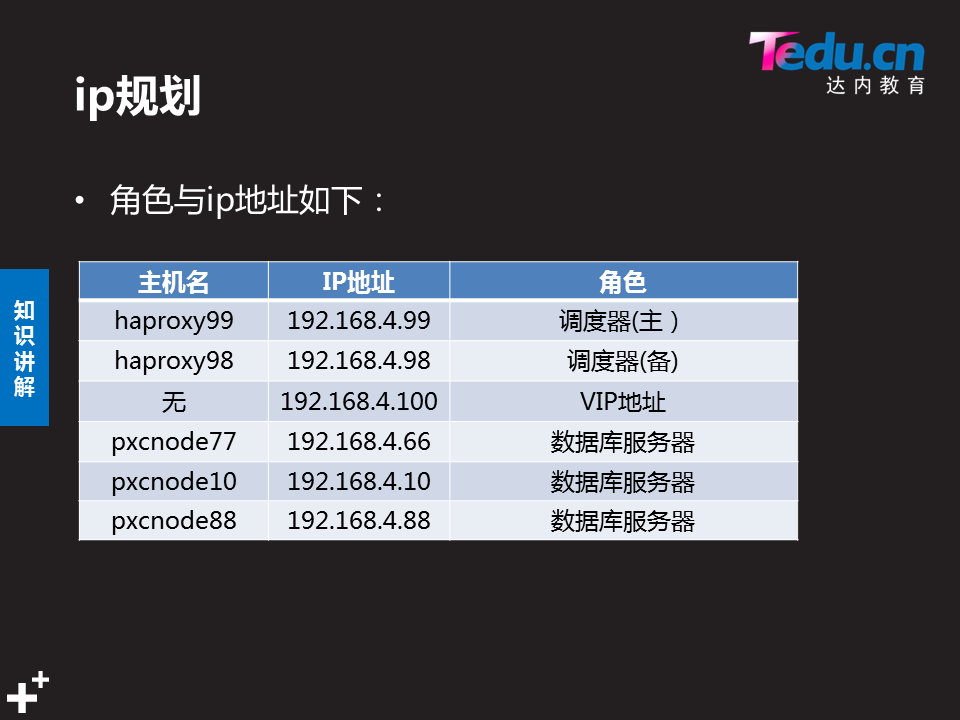 Tedu.cn
达内教育
ip规划
• 角色与ip地址如下：
知识讲解
主机名 IP地址 角色
haproxy99 192.168.4.99 调度器(主）
haproxy98 192.168.4.98 调度器(备)
无 192.168.4.100 VIP地址
pxcnode77 192.168.4.66 数据库服务器
pxcnode10 192.168.4.10 数据库服务器
pxcnode88 192.168.4.88 数据库服务器